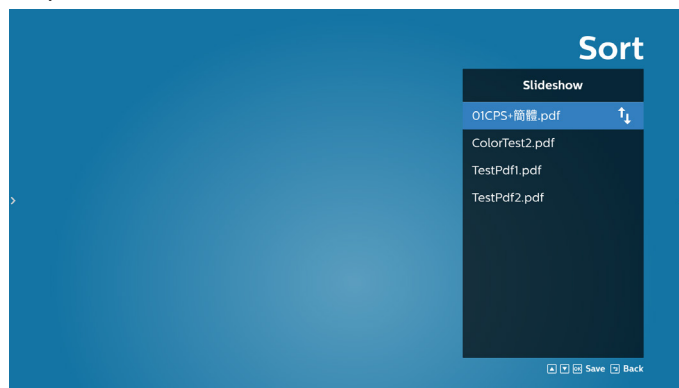 Sort
Slideshow
01CPS+簡體.pdf
ColorTest2.pdf
TestPdf1.pdf
TestPdf2.pdf
OK Save Back